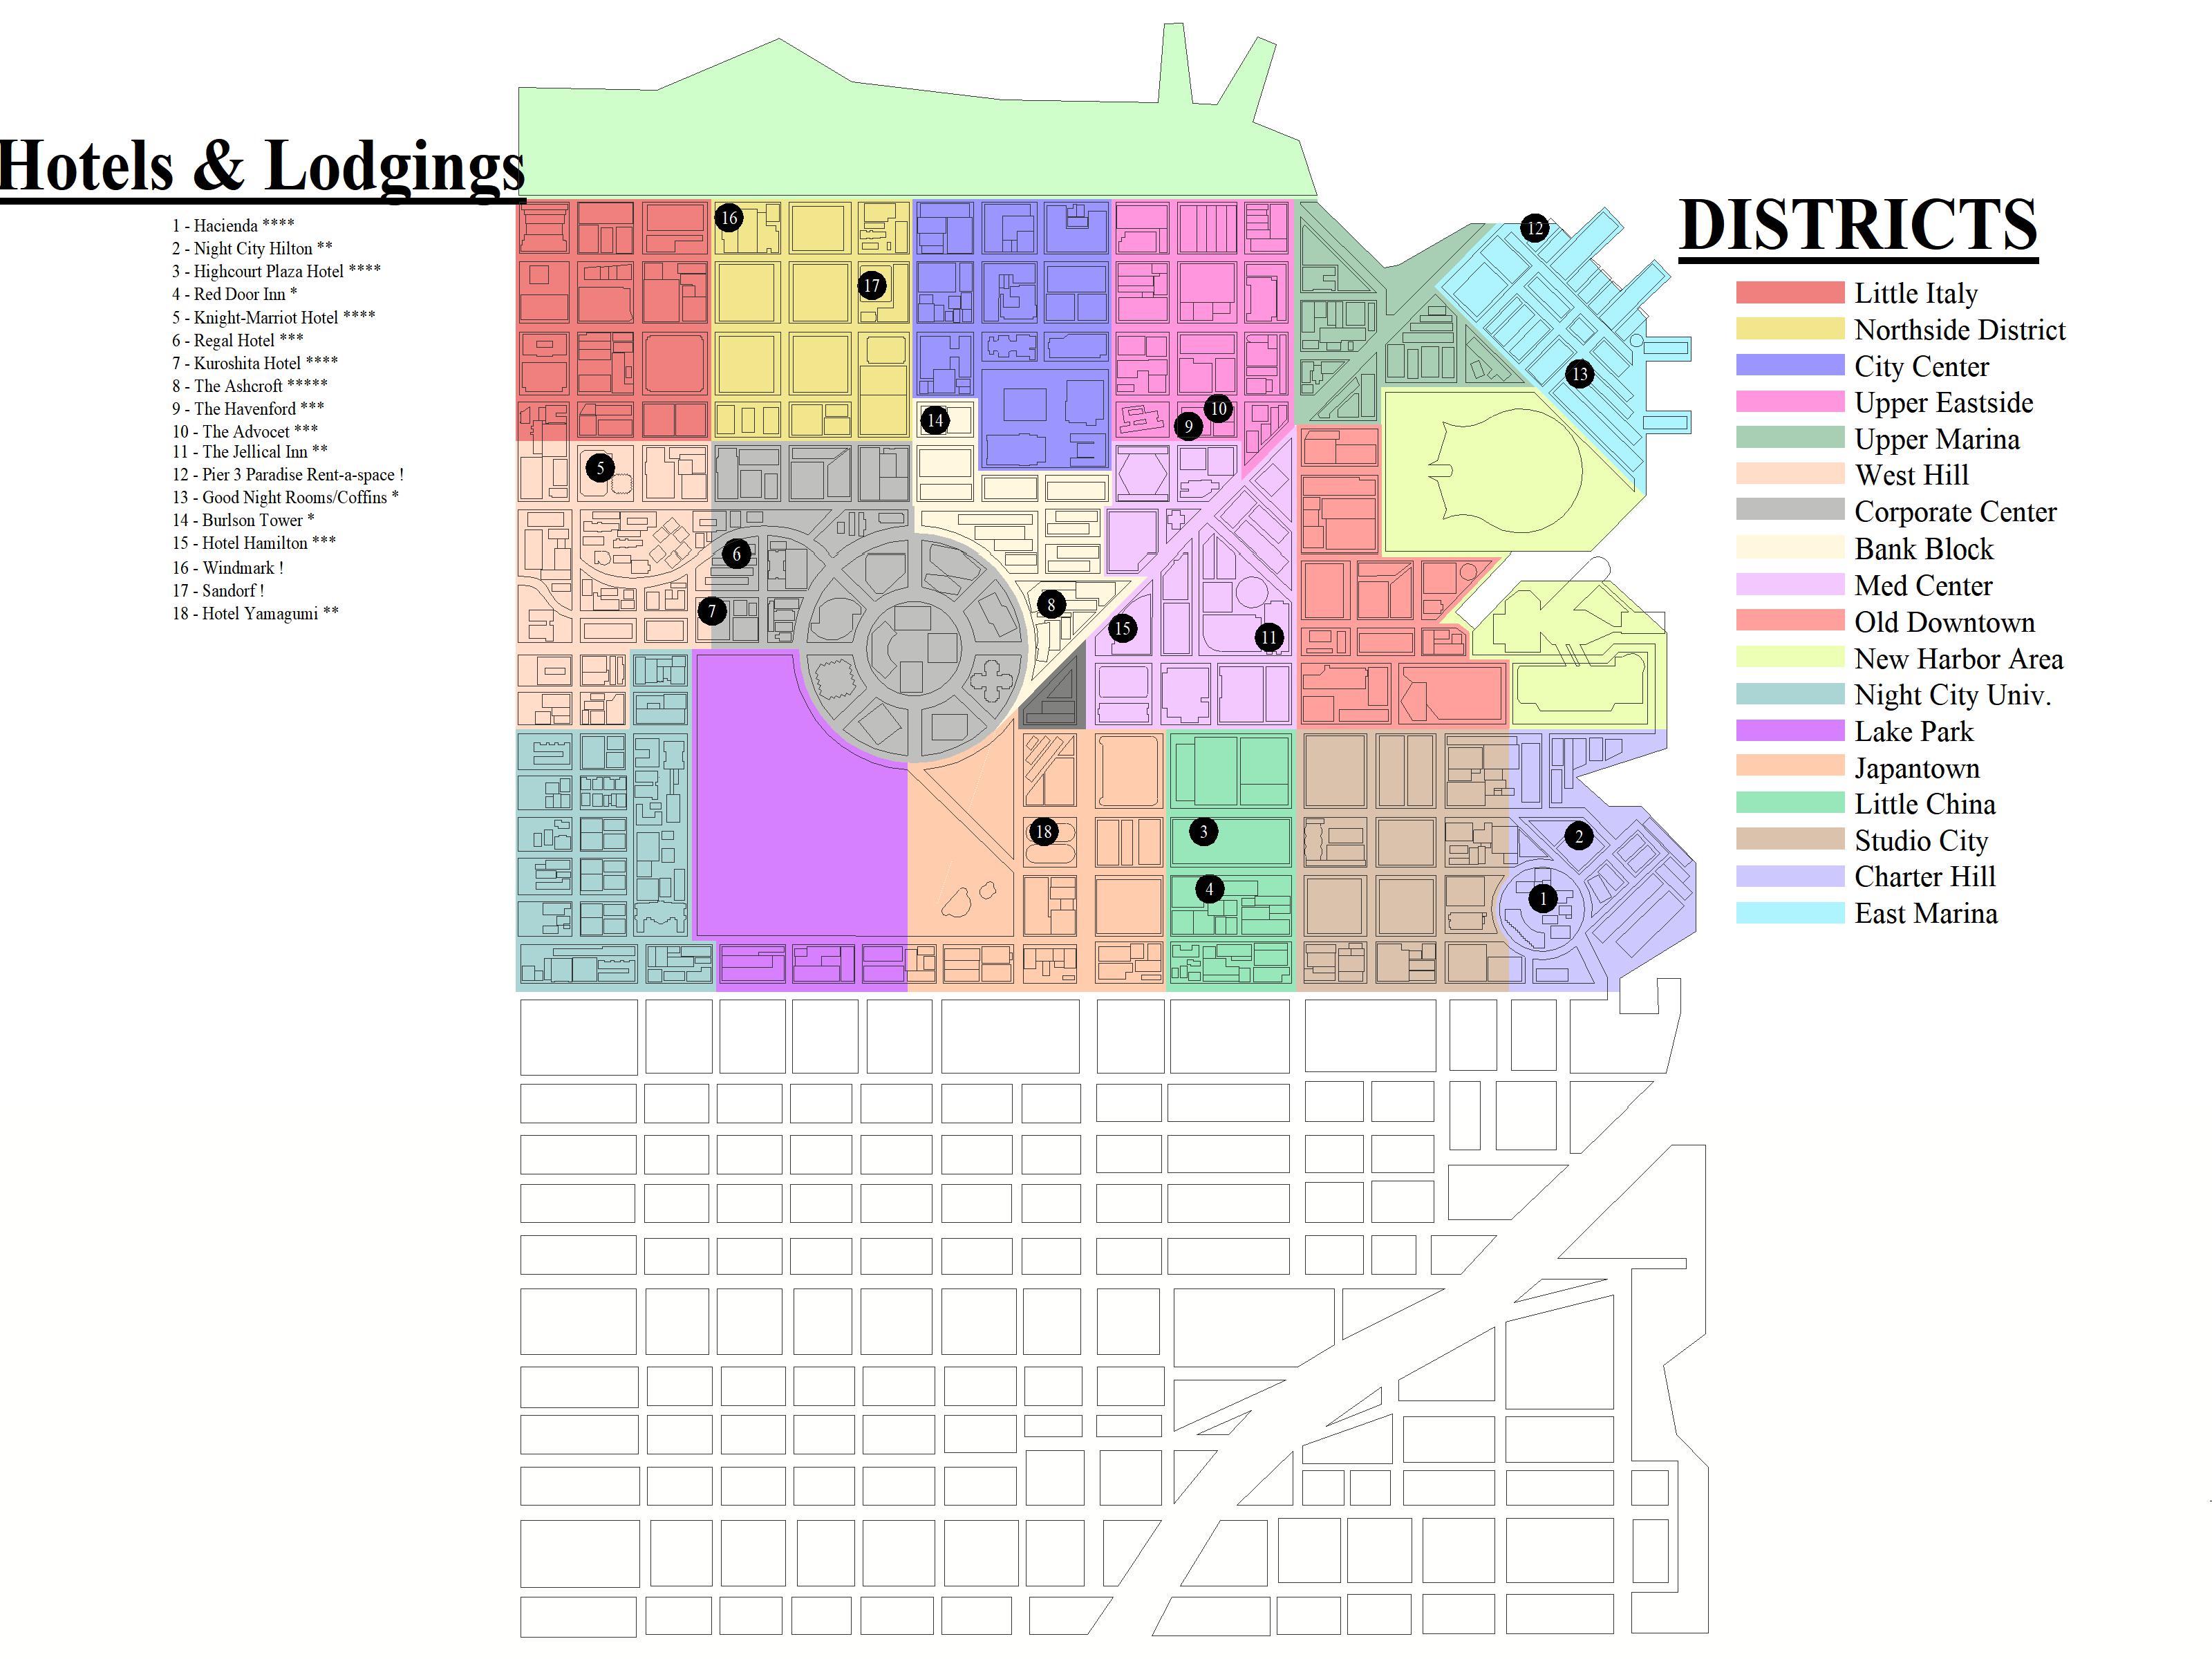 Hotels & Lodgings
1 - Hacienda ****
2 - Night City Hilton **
3 - Highcourt Plaza Hotel ****
4 - Red Door Inn *
5 - Knight-Marriot Hotel ****
6 - Regal Hotel ***
7 - Kuroshita Hotel ****
8 - The Ashcroft *****
9 - The Havenford ***
10 - The Advocet ***
11 - The Jellical Inn **
12 - Pier 3 Paradise Rent-a-space !
13 - Good Night Rooms/Coffins *
14 - Burlson Tower *
15 - Hotel Hamilton ***
16 - Windmark !
17 - Sandorf !
18 - Hotel Yamagumi **
16
12
17
13
10
14
9
5
6
8
7
15
11
18
3
2
4
1
DISTRICTS
Little Italy
Northside District
City Center
Upper Eastside
Upper Marina
West Hill
Corporate Center
Bank Block
Med Center
Old Downtown
New Harbor Area
Night City Univ.
Lake Park
Japantown
Little China
Studio City
Charter Hill
East Marina